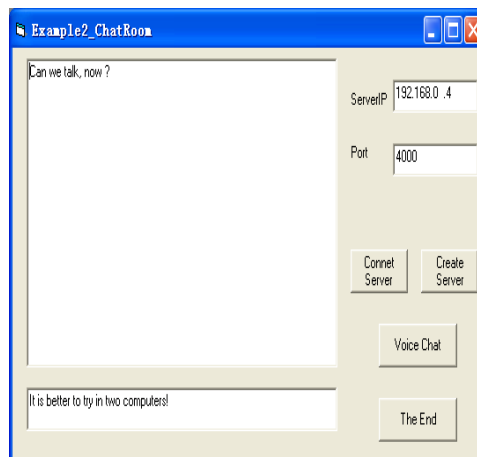 Example2_ChatRoom
Can we talk, now ?
ServerIP 192.168.0 .4
Port 4000
Connet
Server
Create
Server
Voice Chat
It is better to try in two computers!
The End